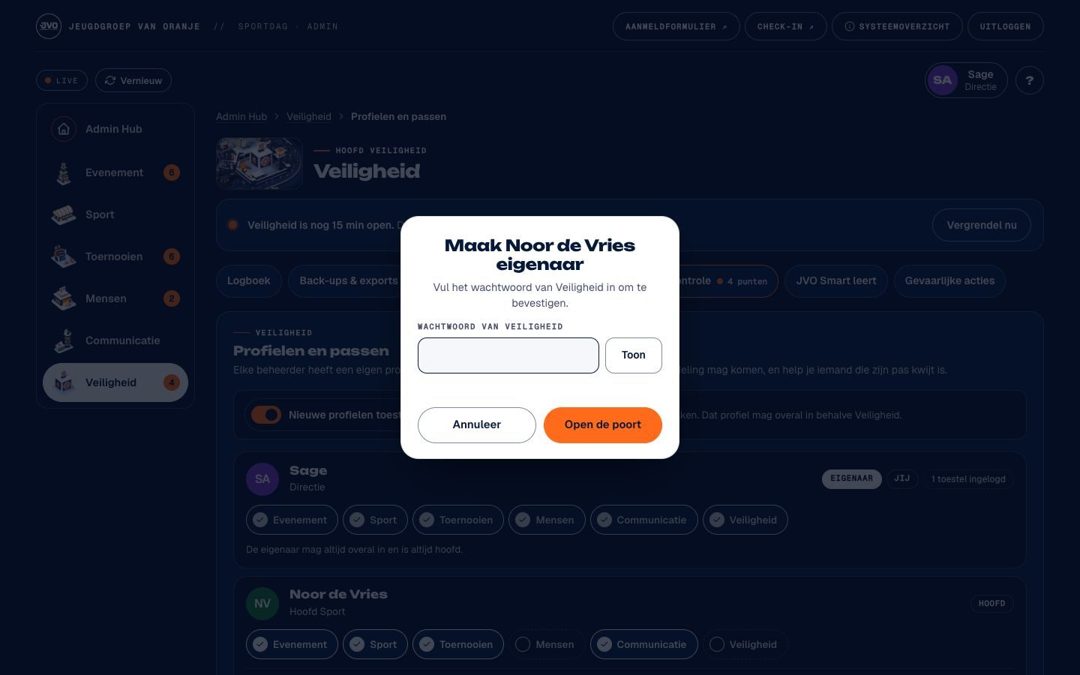 JVO JEUGDGROEP VAN ORANJE // SPORTDAG · ADMIN
AANMELDFORMULIER ↗ CHECK-IN ↗ SYSTEEMOVERZICHT UITLOGGEN
LIVE Vernieuw
SA Sage
Directie
?
Admin Hub
Evenement 6
Sport
Toernooien 6
Mensen 2
Communicatie
Veiligheid 4
Admin Hub > Veiligheid > Profielen en passen
HOOFD VEILIGHEID
Veiligheid
Veiligheid is nog 15 min open.
Vergrendel nu
Logboek Back-ups & exports 4 punten JVO Smart leert Gevaarlijke acties
VEILIGHEID
Profielen en passen
Elke beheerder heeft een eigen mag komen, en help je iemand die zijn pas kwijt is.
Nieuwe profielen Dat profiel mag overal in behalve Veiligheid.
Maak Noor de Vries
eigenaar
Vul het wachtwoord van Veiligheid in om te
bevestigen.
WACHTWOORD VAN VEILIGHEID
Toon
Annuleer Open de poort
SA Sage
Directie
EIGENAAR JIJ 1 toestel ingelogd
Evenement Sport Toernooien Mensen Communicatie Veiligheid
De eigenaar mag altijd overal in en is altijd hoofd.
NV Noor de Vries
Hoofd Sport
HOOFD
Evenement Sport Toernooien Mensen Communicatie Veiligheid